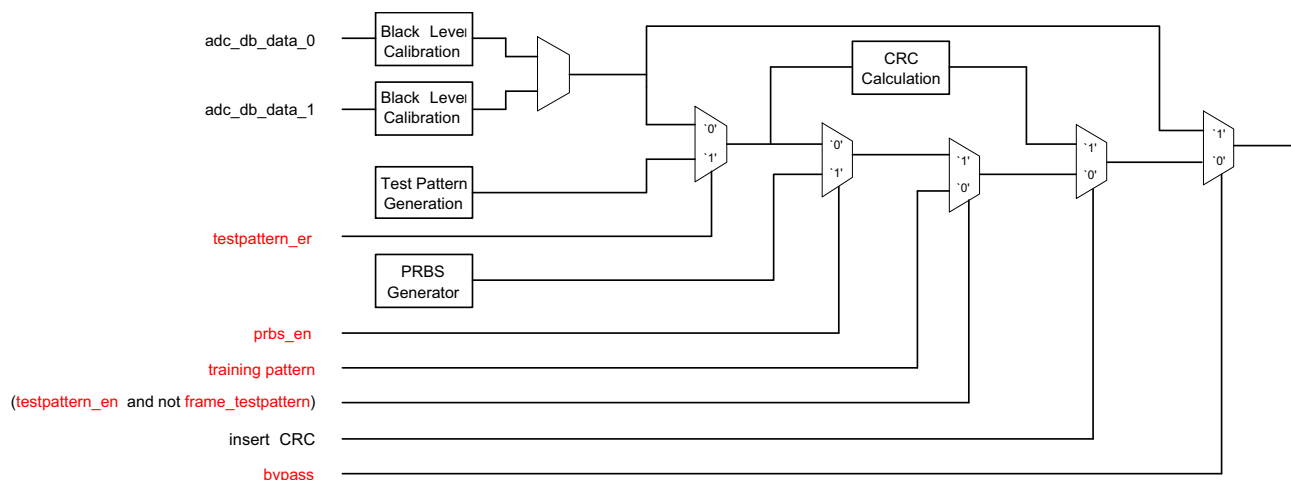 adc_db_data_0
Black Level
Calibration
CRC
Calculation
adc_db_data_1
Black Level
Calibration
`0'
`1'
`0'
`1'
`1'
`0'
`1'
`0'
`1'
`0'
Test Pattern
Generation
testpattern_er
PRBS
Generator
prbs_en
training pattern
(testpattern_en and not frame_testpattern)
insert CRC
bypass